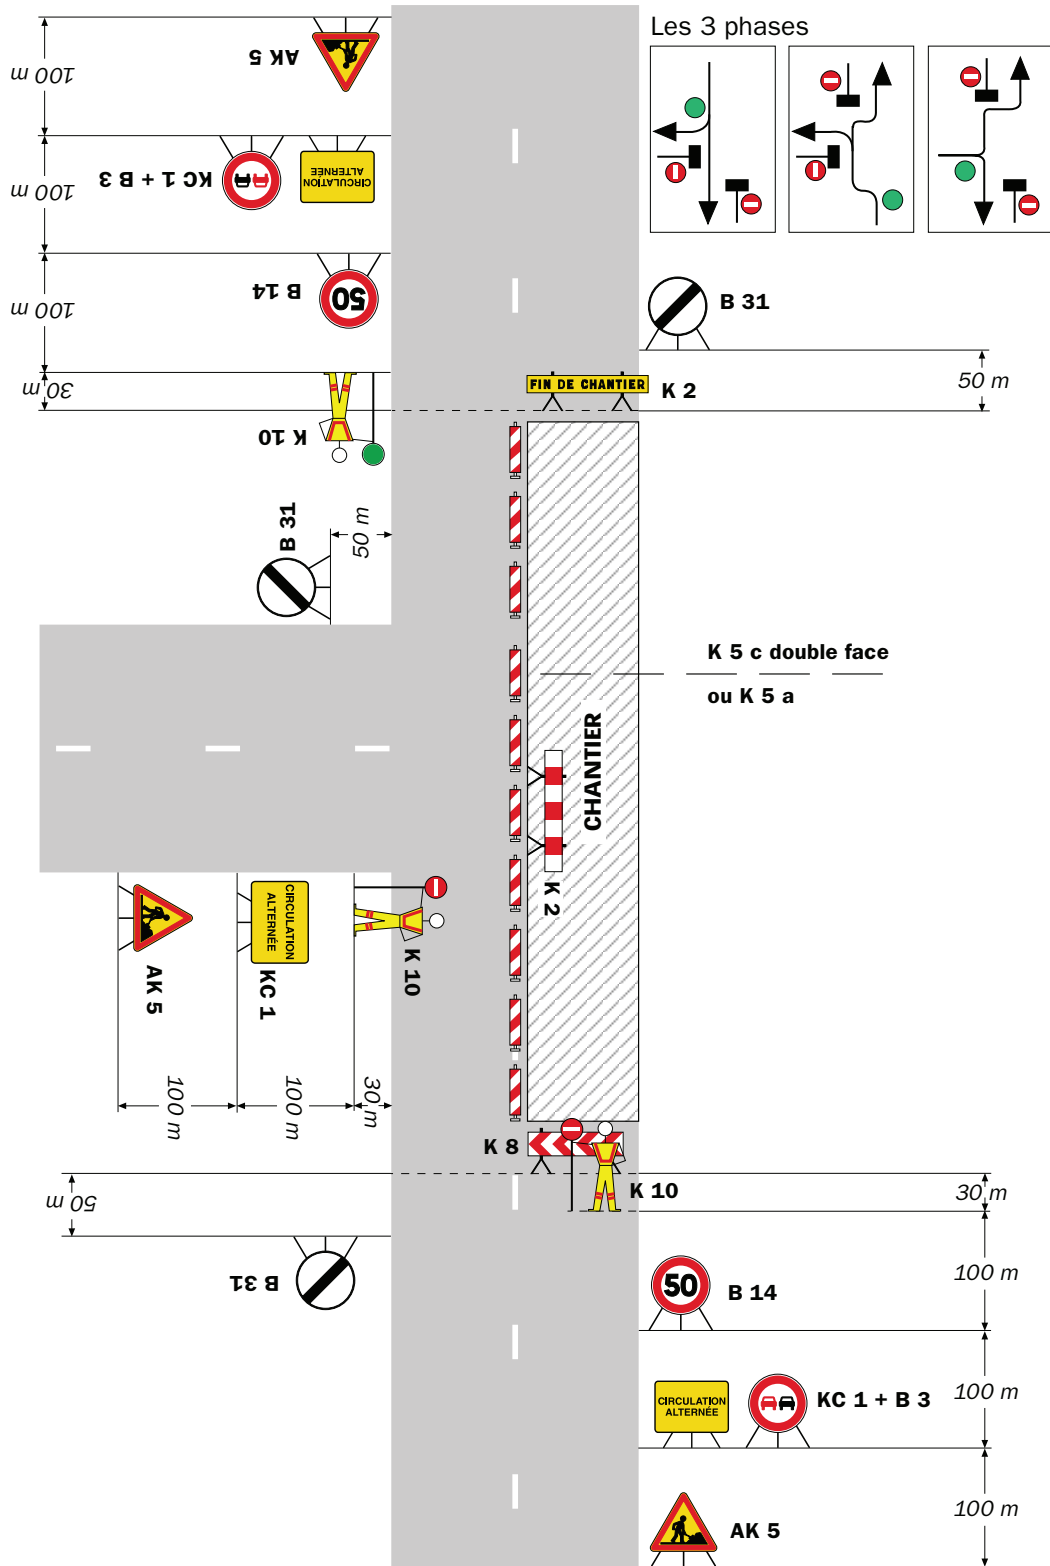 Les 3 phases
AK 5
100 m
KC 1 + B 3
CIRCULATION
ALTERNÉE
100 m
B 14
50
100 m
B 31
50 m
FIN DE CHANTIER
K 2
30 m
K 10
B 31
50 m
K 5 c double face
ou K 5 a
CHANTIER
K 2
AK 5
CIRCULATION
ALTERNÉE
KC 1
K 10
100 m
100 m
30 m
K 8
K 10
30 m
50 m
B 31
50
B 14
100 m
CIRCULATION
ALTERNÉE
KC 1 + B 3
100 m
AK 5
100 m